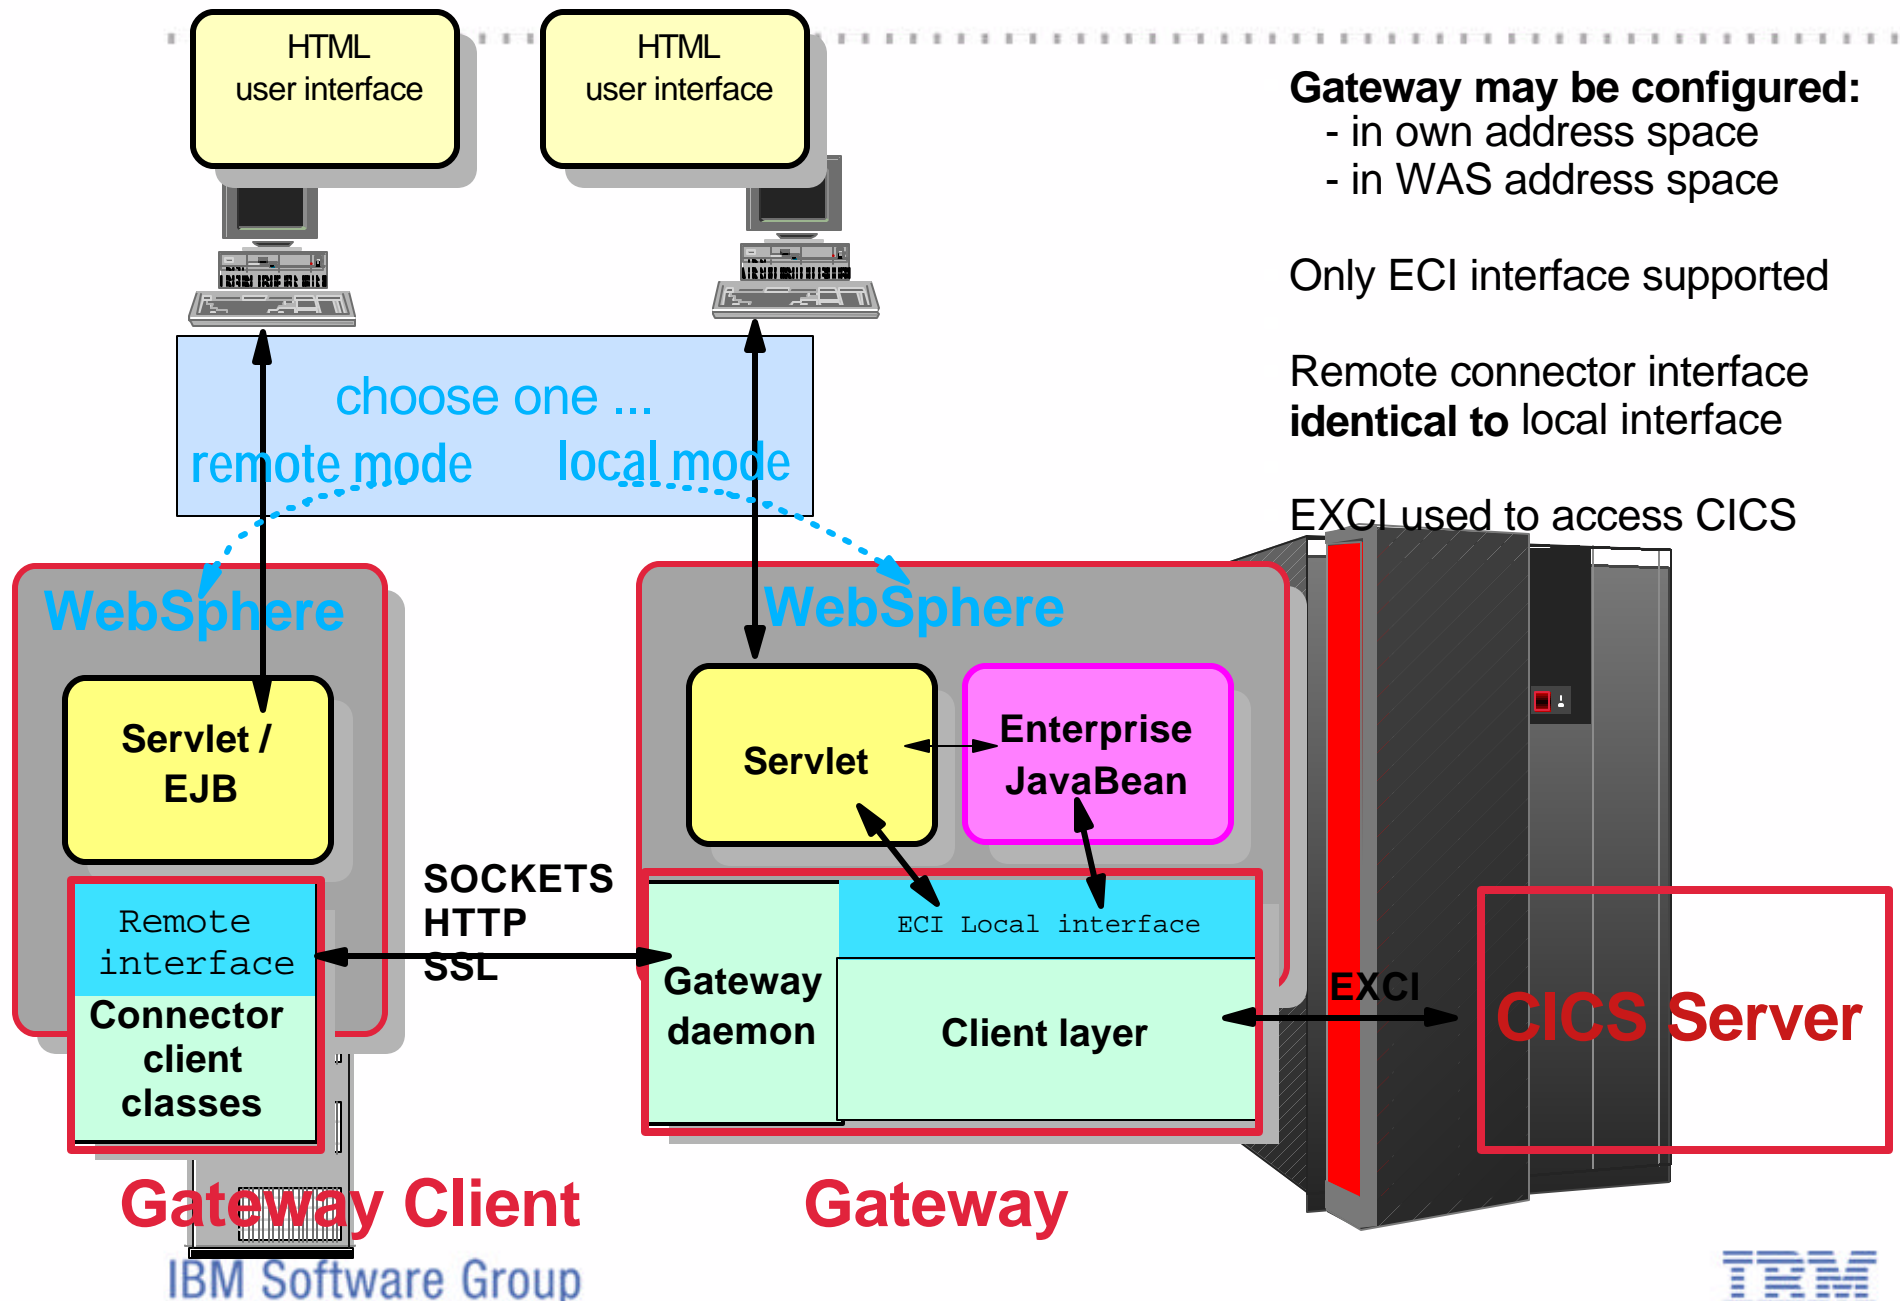 HTML
user interface
HTML
user interface
Gateway may be configured:
- in own address space
- in WAS address space
Only ECI interface supported
Remote connector interface
identical to local interface
EXCI used to access CICS
choose one ...
remote mode
local mode
WebSphere
Servlet /
EJB
Remote
interface
Connector
client
classes
Gateway Client
SOCKETS
HTTP
SSL
WebSphere
Servlet
Enterprise
JavaBean
ECI Local interface
Gateway
daemon
Client layer
Gateway
EXCI
CICS Server
IBM Software Group
IBM